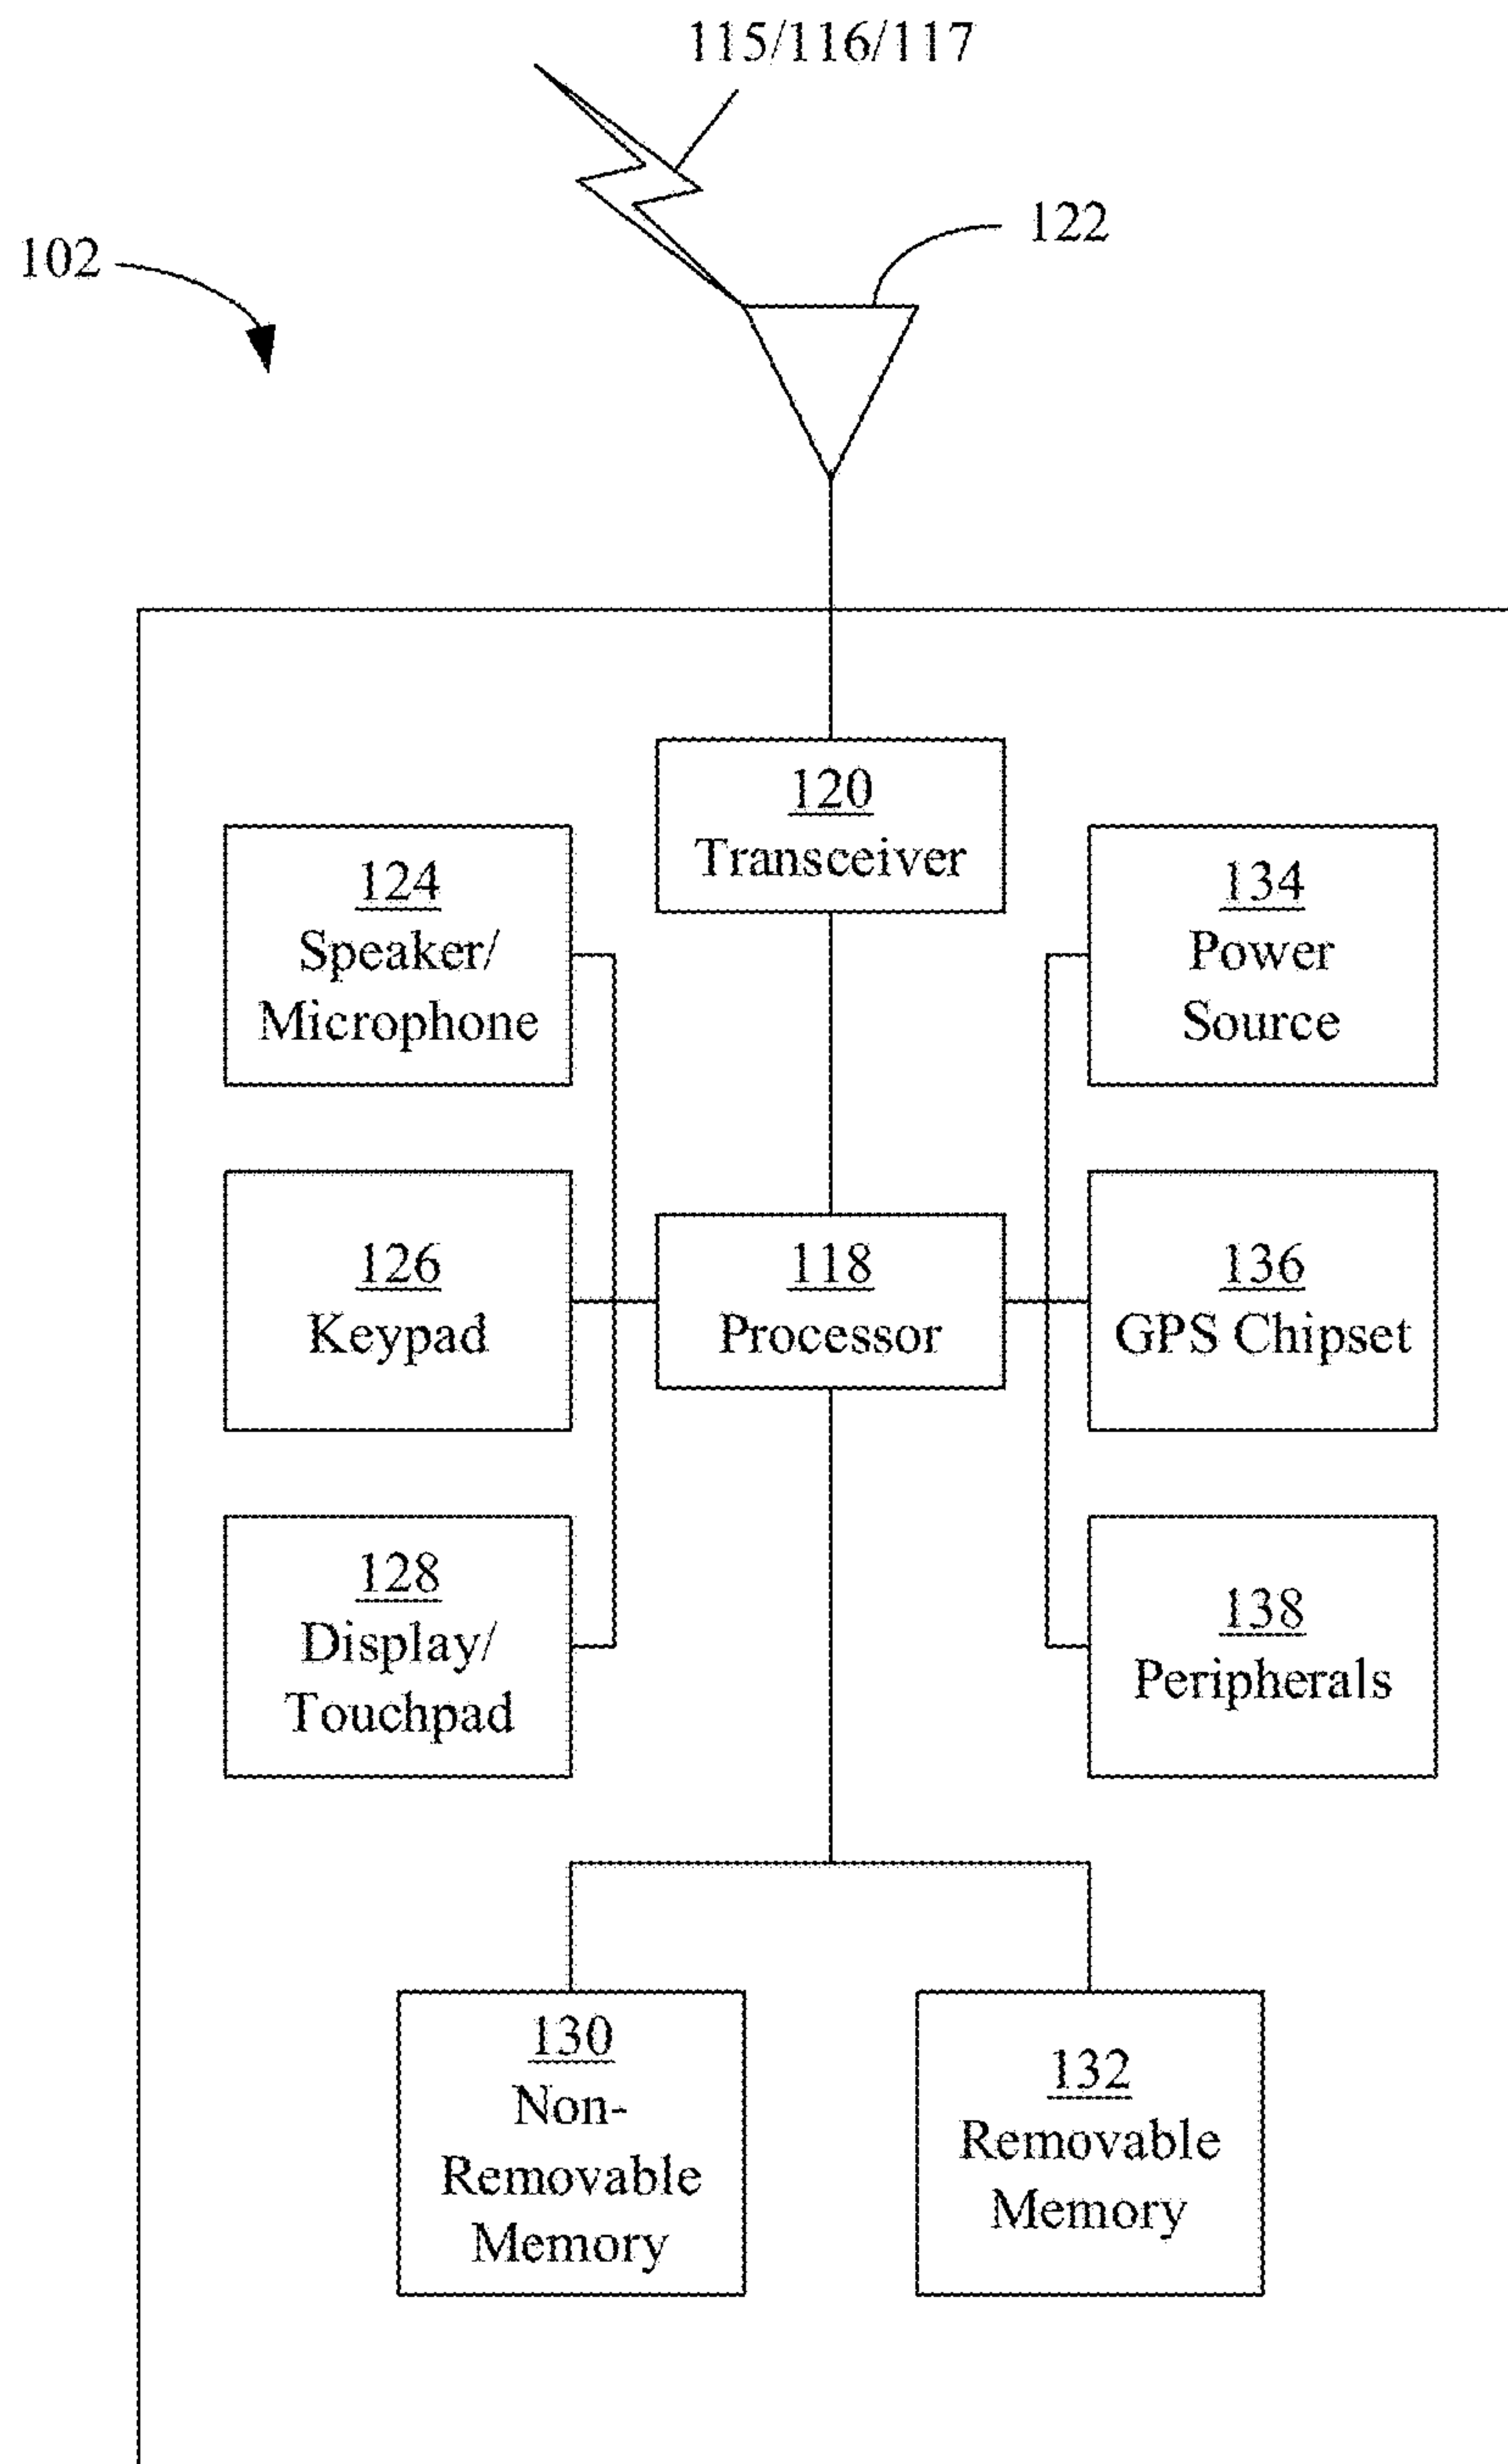 115/116/117
122
102
120
Transceiver
124
Speaker/
Microphone
134
Power
Source
126
Keypad
118
Processor
136
GPS Chipset
128
Display/
Touchpad
138
Peripherals
130
Non-
Removable
Memory
132
Removable
Memory